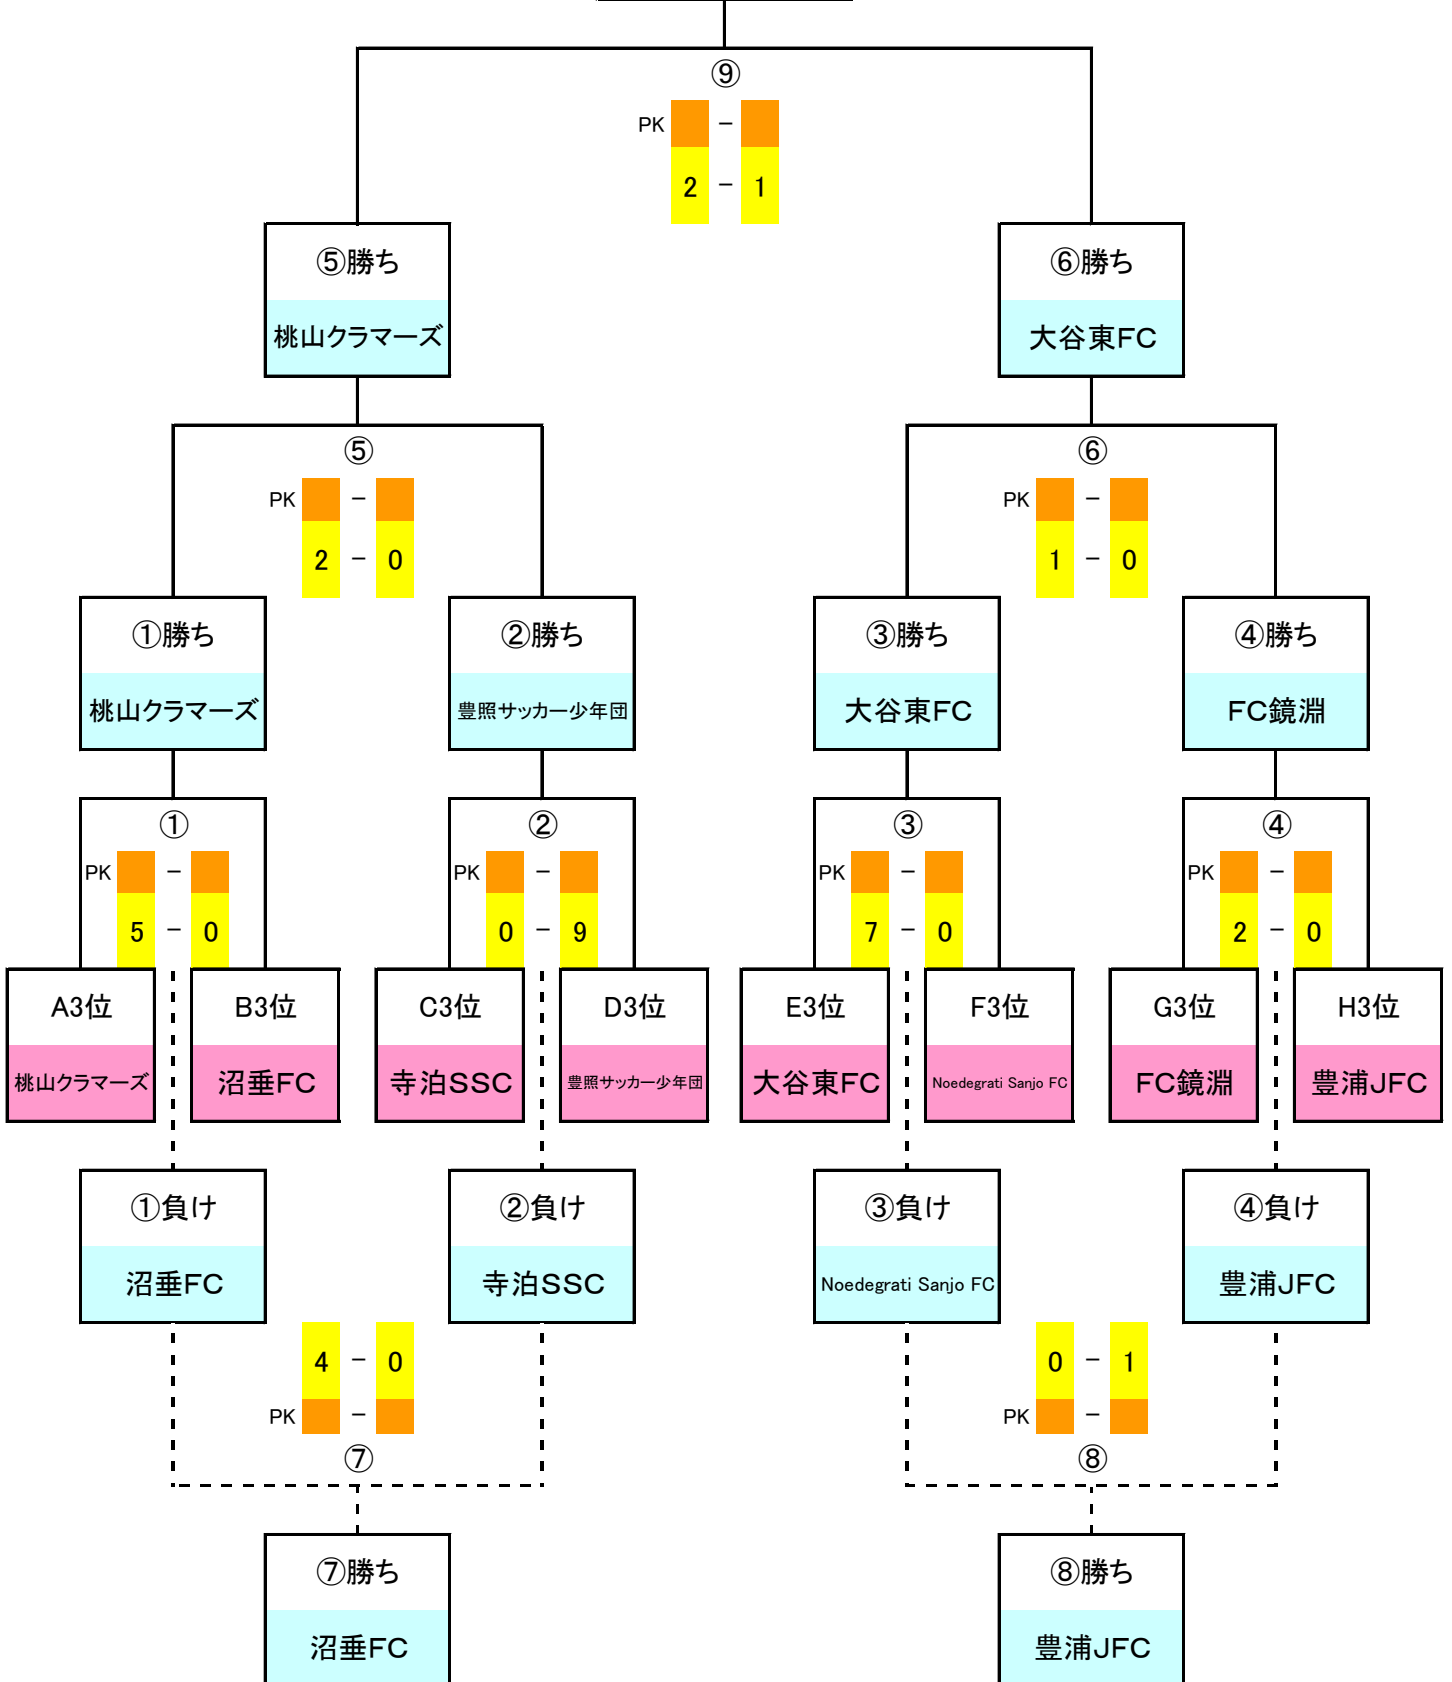 ⑨
PK －
2 － 1
⑤勝ち ⑥勝ち
桃山クラマーズ 大谷東FC
⑤ ⑥
PK － PK －
2 － 0 1 － 0
①勝ち ②勝ち ③勝ち ④勝ち
桃山クラマーズ 豊照サッカー少年団 大谷東FC FC鏡淵
① ② ③ ④
PK － PK － PK － PK －
5 － 0 0 － 9 7 － 0 2 － 0
A3位 B3位 C3位 D3位 E3位 F3位 G3位 H3位
桃山クラマーズ 沼垂FC 寺泊SSC 豊照サッカー少年団 大谷東FC Noedegrati Sanjo FC FC鏡淵 豊浦JFC
①負け ②負け ③負け ④負け
沼垂FC 寺泊SSC Noedegrati Sanjo FC 豊浦JFC
4 － 0 0 － 1
PK － PK －
⑦ ⑧
⑦勝ち ⑧勝ち
沼垂FC 豊浦JFC